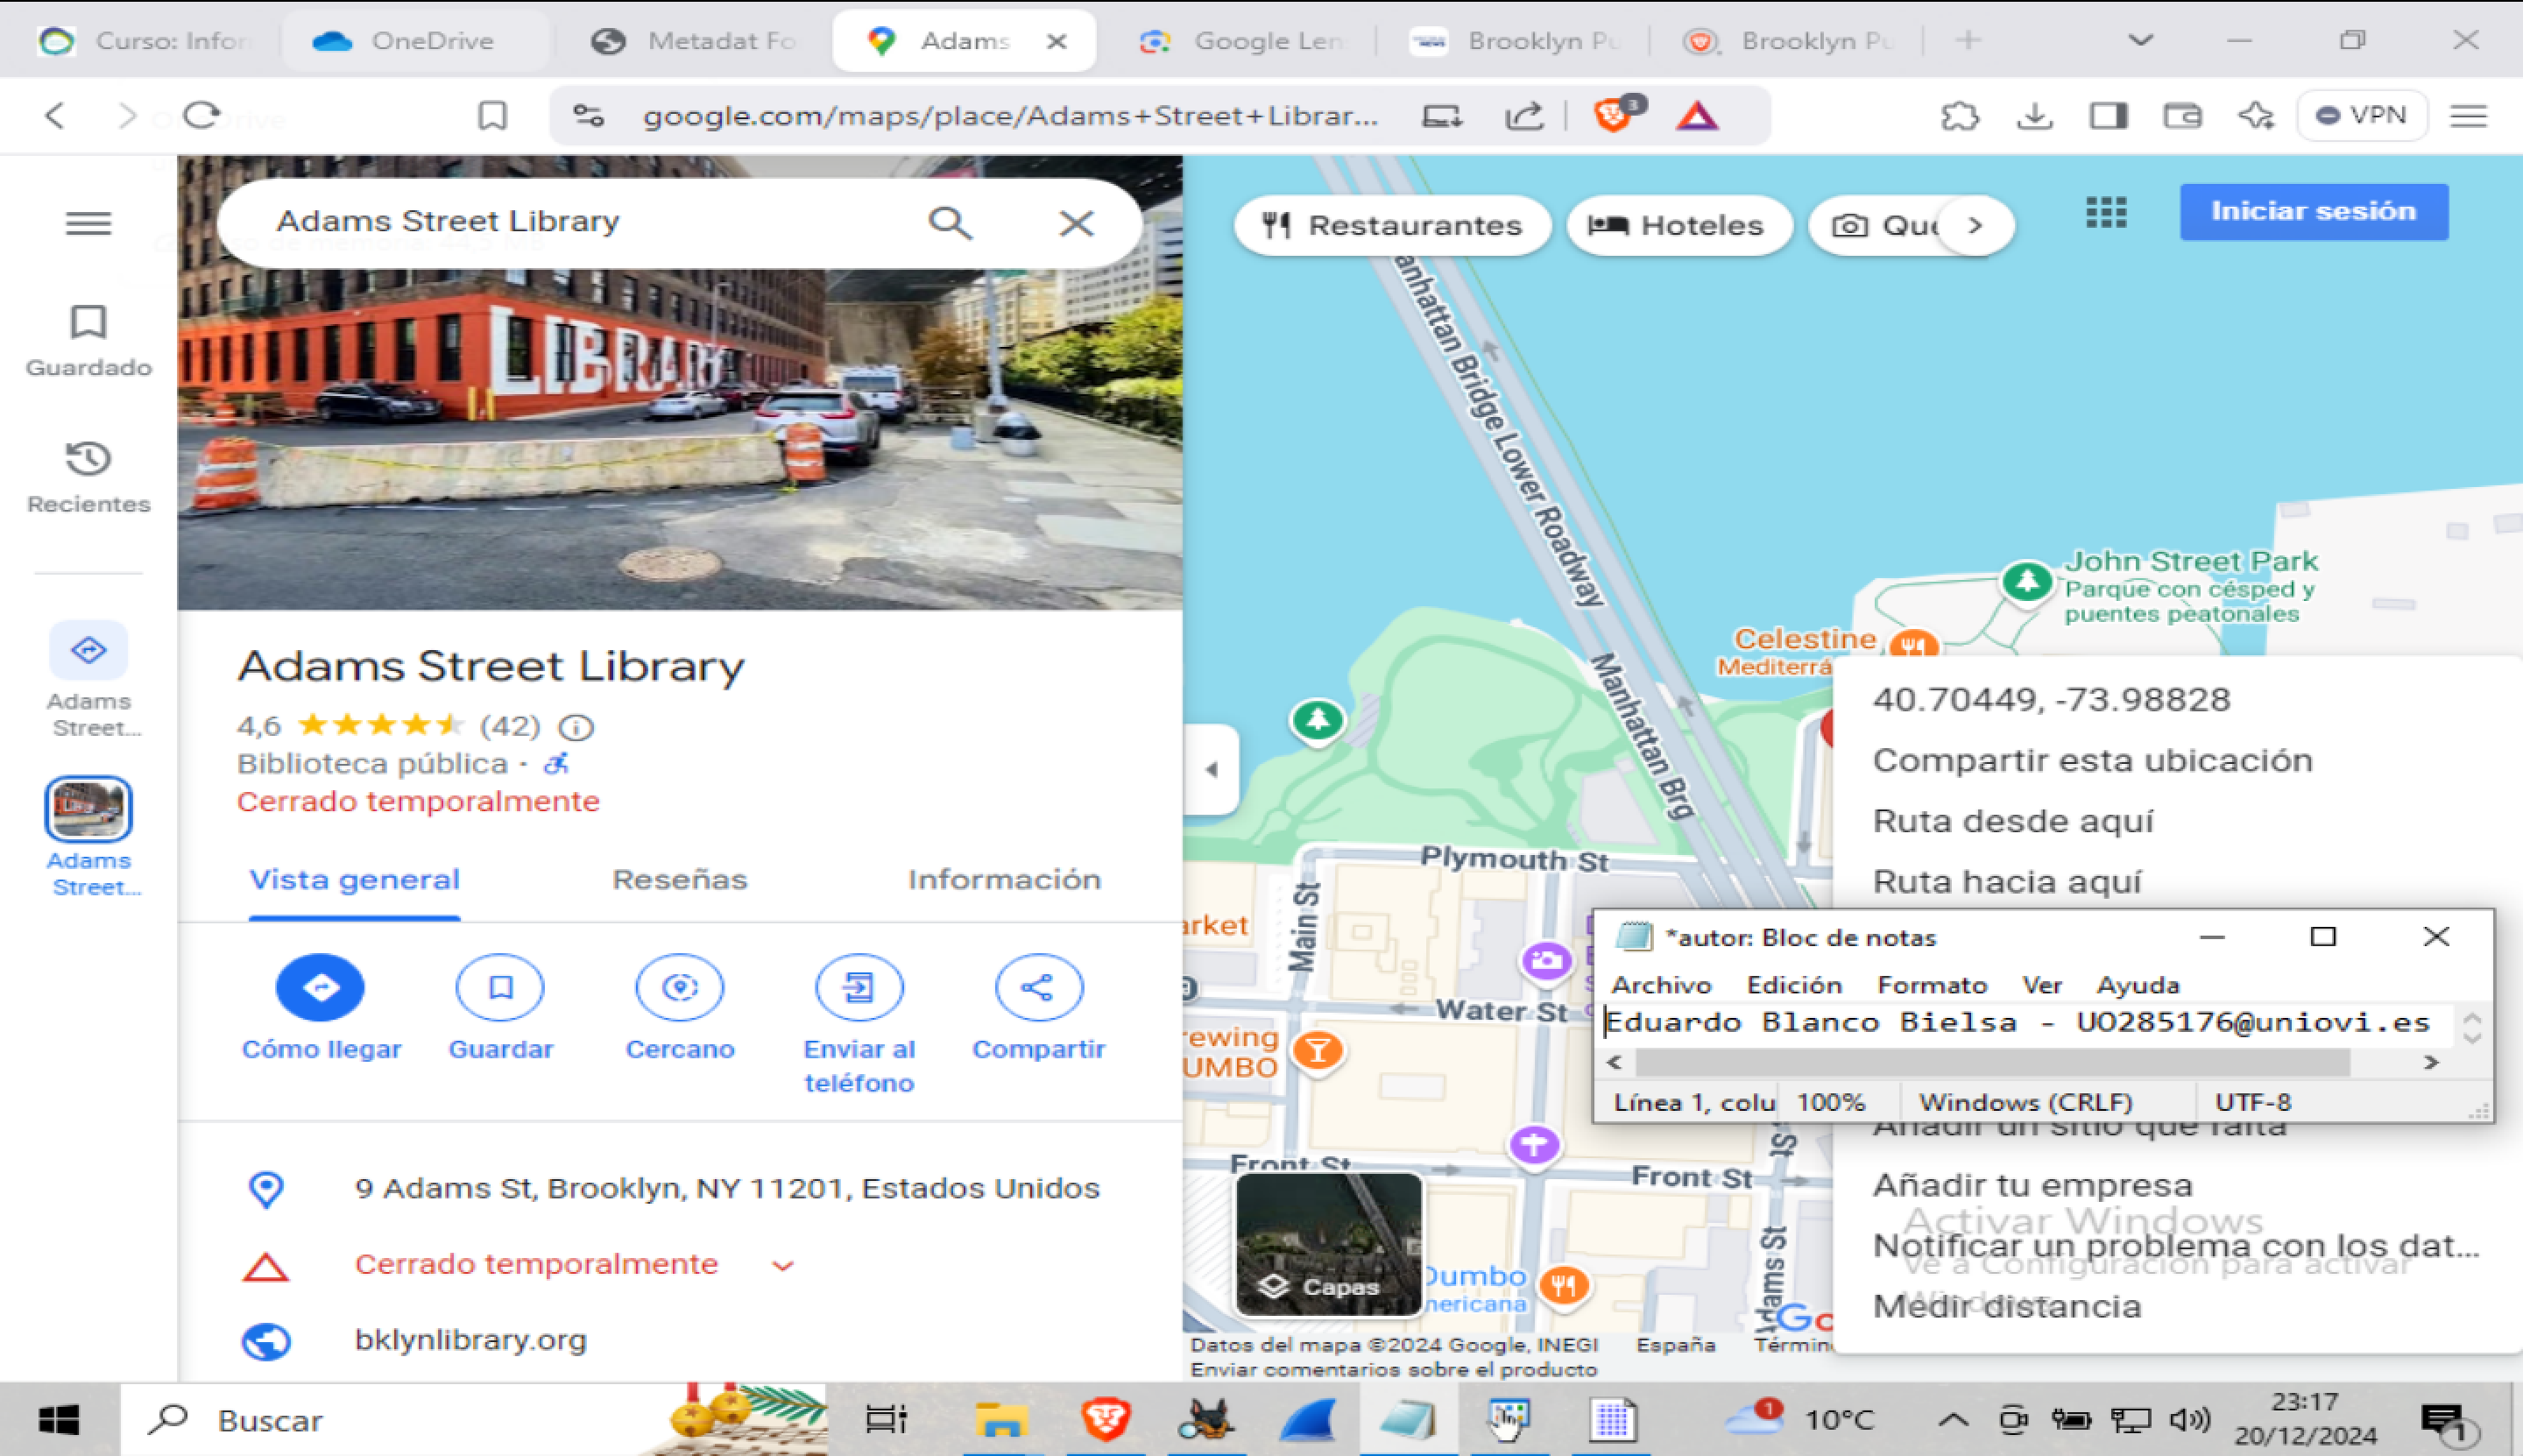 Curso: Infor
OneDrive
Metadat Fo
Adams
Google Len
Brooklyn Pu
Brooklyn Pu
google.com/maps/place/Adams+Street+Librar...
3
VPN
Adams Street Library
Restaurantes
Hoteles
Qué
Iniciar sesión
Guardado
Recientes
Adams
Street...
Adams
Street...
LIBRARY
Adams Street Library
4,6 (42)
Biblioteca pública ·
Cerrado temporalmente
Vista general
Reseñas
Información
Cómo llegar
Guardar
Cercano
Enviar al
teléfono
Compartir
9 Adams St, Brooklyn, NY 11201, Estados Unidos
Cerrado temporalmente
bklynlibrary.org
anhattan Bridge Lower Roadway
Manhattan Brg
John Street Park
Parque con césped y
puentes peatonales
Celestine
Mediterrá
Plymouth St
Main St
arket
Water St
rewing
UMBO
Front St
Front St
St
Adams St
Dumbo
mericana
Capas
Go
Datos del mapa ©2024 Google, INEGI
España
Términ
Enviar comentarios sobre el producto
40.70449, -73.98828
Compartir esta ubicación
Ruta desde aquí
Ruta hacia aquí
*autor: Bloc de notas
Archivo
Edición
Formato
Ver
Ayuda
Eduardo Blanco Bielsa - UO285176@uniovi.es
Línea 1, colu
100%
Windows (CRLF)
UTF-8
Añadir un sitio que falta
Añadir tu empresa
Activar Windows
Notificar un problema con los dat...
Ve a Configuración para activar
Windows.
Medir distancia
Buscar
1
10°C
23:17
20/12/2024
1